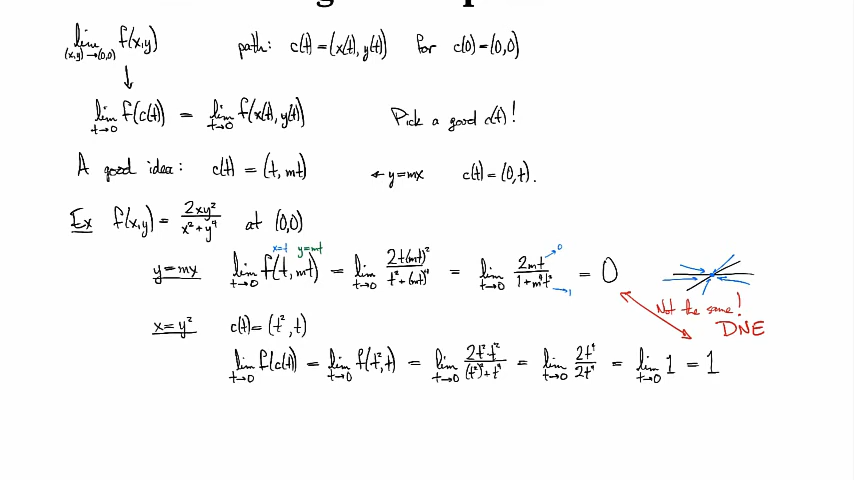 lim (x,y)→(0,0) f(x,y) path: c(t)=(x(t), y(t)) for c(0)=(0,0)
↓
lim t→0 f(c(t)) = lim t→0 f(x(t), y(t)) Pick a good c(t)!
A good idea: c(t) = (t, mt) ← y=mx c(t)=(0,t).
Ex f(x,y) = 2xy²/(x²+y⁴) at (0,0)
x=t y=mt
y=mx lim t→0 f(t, mt) = lim t→0 2t(mt)²/(t²+(mt)⁴) = lim t→0 2m²t/(1+m⁴t²) = 0
→0
→1
Not the same!
DNE
x=y² c(t)=(t², t)
lim t→0 f(c(t)) = lim t→0 f(t², t) = lim t→0 2t²t²/((t²)²+t⁴) = lim t→0 2t⁴/2t⁴ = lim t→0 1 = 1